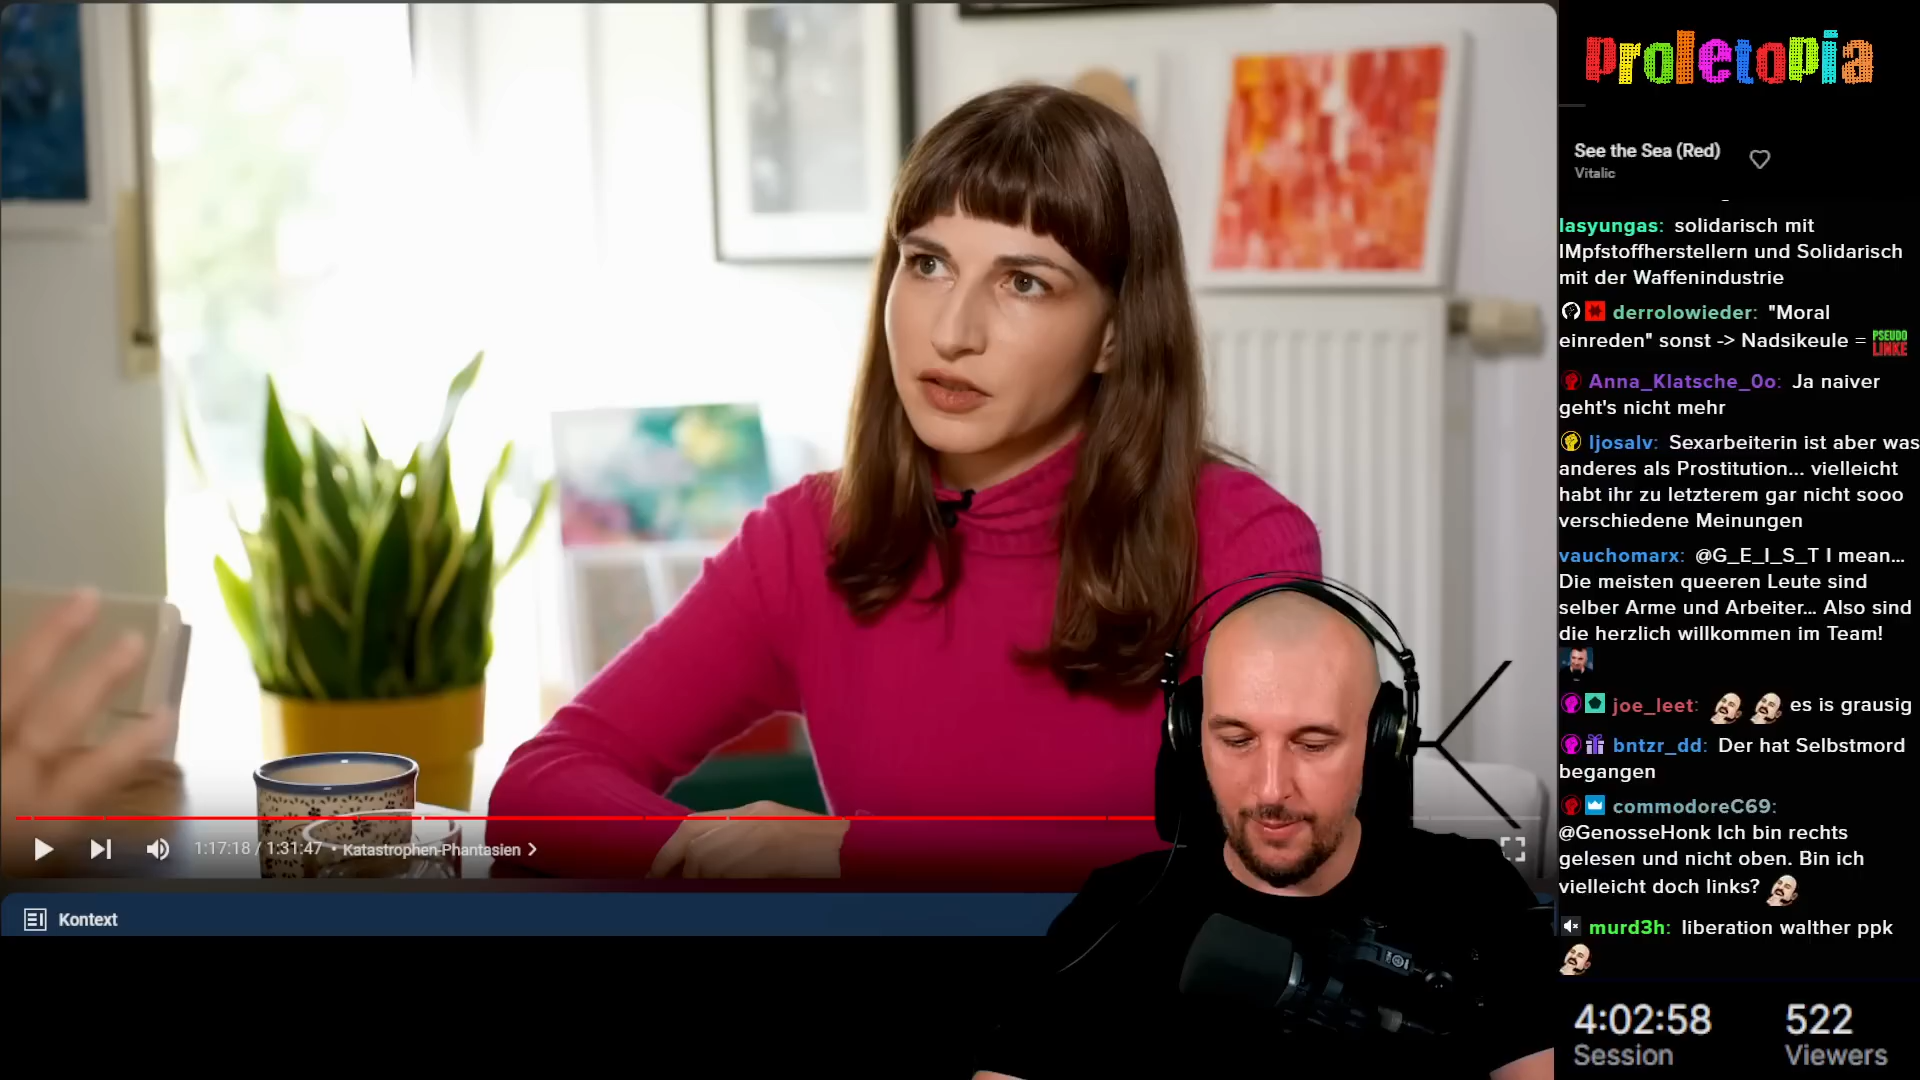 Proletopia
See the Sea (Red)
Vitalic
lasyungas: solidarisch mit
IMpfstoffherstellern und Solidarisch
mit der Waffenindustrie
derrolowieder: "Moral
einreden" sonst -> Nadsikeule = PSEUDO LINKE
Anna_Klatsche_0o: Ja naiver
geht's nicht mehr
ljosalv: Sexarbeiterin ist aber was
anderes als Prostitution... vielleicht
habt ihr zu letzterem gar nicht sooo
verschiedene Meinungen
vauchomarx: @G_E_I_S_T I mean...
Die meisten queeren Leute sind
selber Arme und Arbeiter... Also sind
die herzlich willkommen im Team!
joe_leet: es is grausig
bntzr_dd: Der hat Selbstmord
begangen
commodoreC69:
@GenosseHonk Ich bin rechts
gelesen und nicht oben. Bin ich
vielleicht doch links?
murd3h: liberation walther ppk
4:02:58
Session
522
Viewers
1:17:18 / 1:31:47 • Katastrophen-Phantasien
Kontext